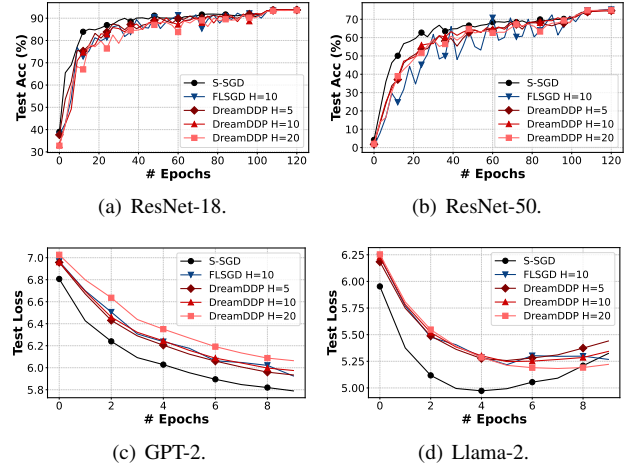 90
80
70
60
50
40
30
Test Acc (%)
S-SGD
FLSGD H=10
DreamDDP H=5
DreamDDP H=10
DreamDDP H=20
0 20 40 60 80 100 120
# Epochs
(a) ResNet-18.
70
60
50
40
30
20
10
0
Test Acc (%)
S-SGD
FLSGD H=10
DreamDDP H=5
DreamDDP H=10
DreamDDP H=20
0 20 40 60 80 100 120
# Epochs
(b) ResNet-50.
7.0
6.8
6.6
6.4
6.2
6.0
5.8
Test Loss
S-SGD
FLSGD H=10
DreamDDP H=5
DreamDDP H=10
DreamDDP H=20
0 2 4 6 8
# Epochs
(c) GPT-2.
6.25
6.00
5.75
5.50
5.25
5.00
Test Loss
S-SGD
FLSGD H=10
DreamDDP H=5
DreamDDP H=10
DreamDDP H=20
0 2 4 6 8
# Epochs
(d) Llama-2.